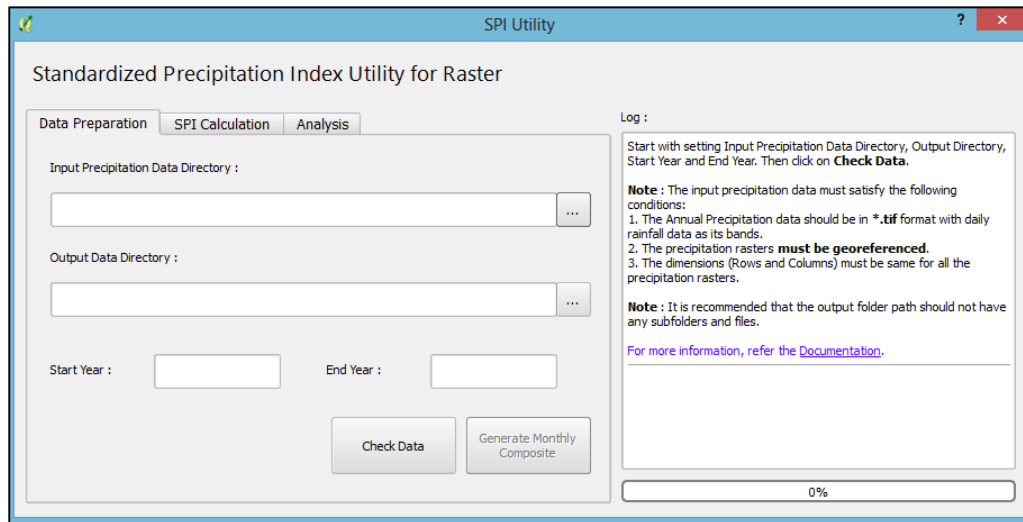 SPI Utility
?
Standardized Precipitation Index Utility for Raster
Data Preparation
SPI Calculation
Analysis
Input Precipitation Data Directory :
...
Output Data Directory :
...
Start Year :
End Year :
Check Data
Generate Monthly
Composite
Log :
Start with setting Input Precipitation Data Directory, Output Directory,
Start Year and End Year. Then click on Check Data.
Note : The input precipitation data must satisfy the following
conditions:
1. The Annual Precipitation data should be in *.tif format with daily
rainfall data as its bands.
2. The precipitation rasters must be georeferenced.
3. The dimensions (Rows and Columns) must be same for all the
precipitation rasters.
Note : It is recommended that the output folder path should not have
any subfolders and files.
For more information, refer the Documentation.
0%